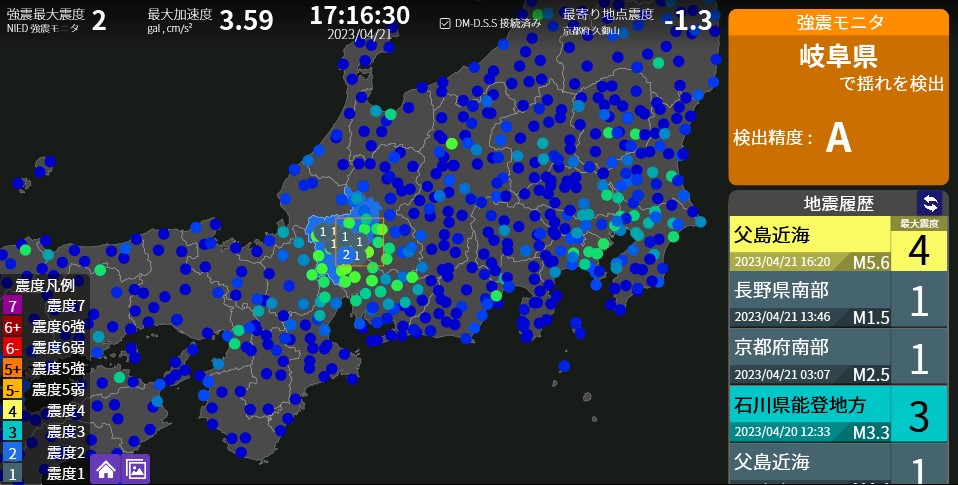 強震最大震度
NIED 強震モニタ
2
最大加速度
gal , cm/s²
3.59
17:16:30
2023/04/21
DM-D.S.S 接続済み
最寄り地点震度
京都府 久御山
-1.3
強震モニタ
岐阜県
で揺れを検出
検出精度： A
地震履歴
最大震度
父島近海
2023/04/21 16:20 M5.6
4
長野県南部
2023/04/21 13:46 M1.5
1
京都府南部
2023/04/21 03:07 M2.5
1
石川県能登地方
2023/04/20 12:33 M3.3
3
父島近海
1
1
1
1
1
1
2
1
震度凡例
7 震度7
6+ 震度6強
6- 震度6弱
5+ 震度5強
5- 震度5弱
4 震度4
3 震度3
2 震度2
1 震度1